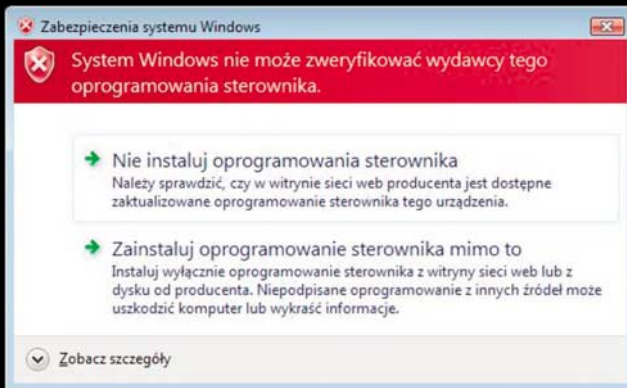 Zabezpieczenia systemu Windows
System Windows nie może zweryfikować wydawcy tego
oprogramowania sterownika.
Nie instaluj oprogramowania sterownika
Należy sprawdzić, czy w witrynie sieci web producenta jest dostępne
zaktualizowane oprogramowanie sterownika tego urządzenia.
Zainstaluj oprogramowanie sterownika mimo to
Instaluj wyłącznie oprogramowanie sterownika z witryny sieci web lub z
dysku od producenta. Niepodpisane oprogramowanie z innych źródeł może
uszkodzić komputer lub wykraść informacje.
Zobacz szczegóły